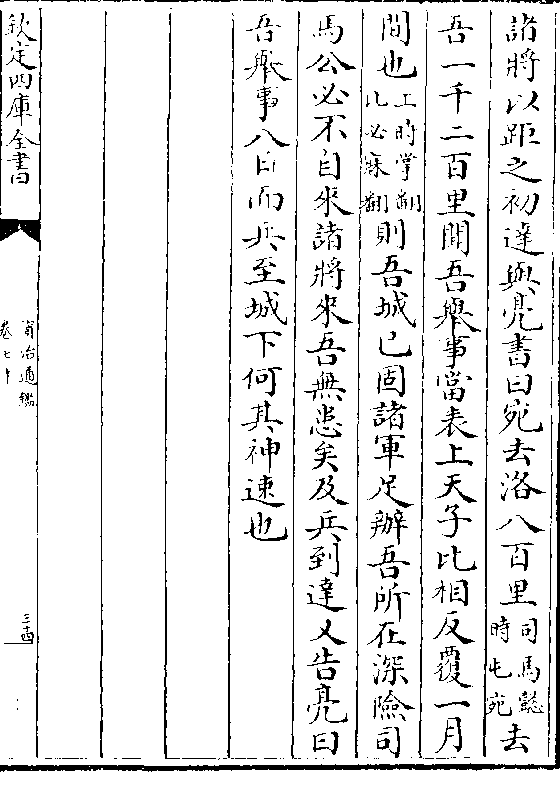 諸將以距之初達與亮書曰宛去洛八百里司馬懿時屯宛去
吾一千二百里聞吾舉事當表上天子比相反覆一月
間也上時掌翻比必寐翻則吾城已固諸軍足辦吾所在深險司
馬公必不自來諸將來吾無患矣及兵到達又告亮曰
吾舉事八日而兵至城下何其神速也
欽定四庫全書
資治通鑑
卷七十
三十四